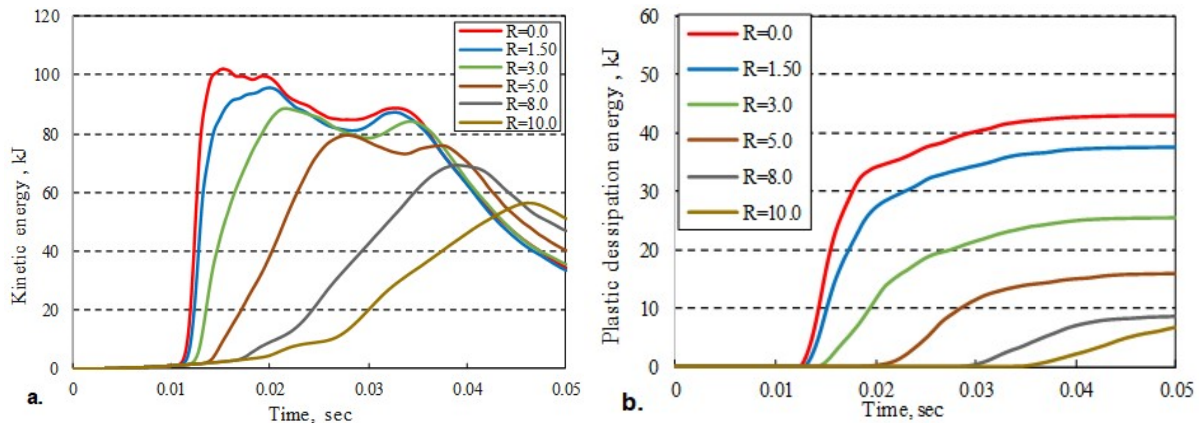 120
100
80
60
40
20
0
Kinetic energy , kJ
R=0.0
R=1.50
R=3.0
R=5.0
R=8.0
R=10.0
0 0.01 0.02 0.03 0.04 0.05
Time, sec
a.
60
50
40
30
20
10
0
Plastic dessipation energy , kJ
R=0.0
R=1.50
R=3.0
R=5.0
R=8.0
R=10.0
0 0.01 0.02 0.03 0.04 0.05
Time, sec
b.